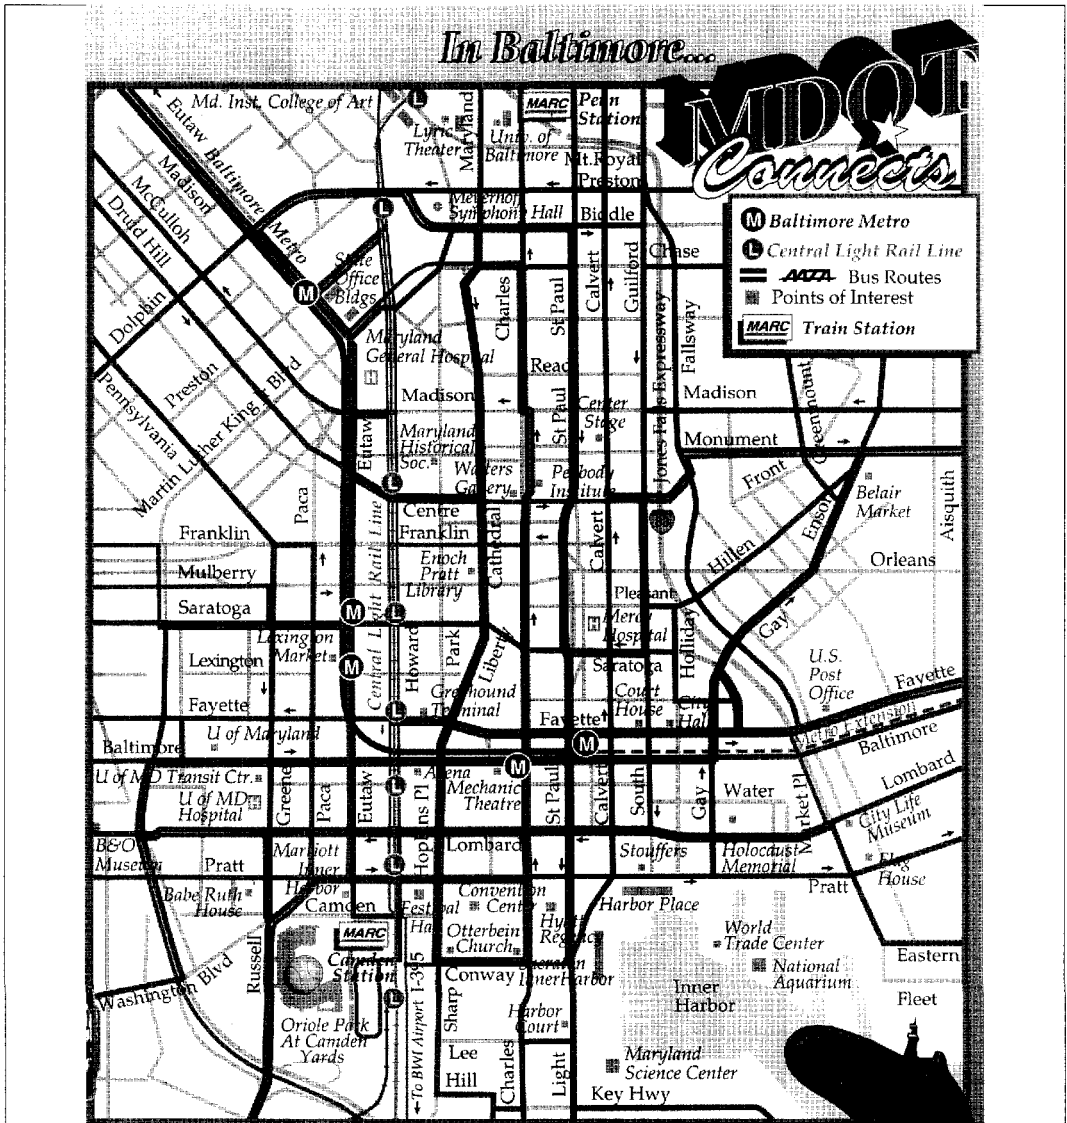 In Baltimore...
MDOT
Connects
M Baltimore Metro
L Central Light Rail Line
Bus Routes
Points of Interest
MARC Train Station
Md. Inst. College of Art
L
Lyric
Theater
Maryland
MARC
Penn
Station
Univ. of
Baltimore
Mt. Royal
Preston
Eutaw
Baltimore Metro
Madison
McCulloh
Druid Hill
L
Meyerhoff
Symphony Hall
Biddle
Chase
State
Office
Bldgs
M
Dolphin
Charles
St Paul
Calvert
Guilford
Jones Falls Expressway
Fallsway
Maryland
General Hospital
H
Read
Preston
Pennsylvania
Martin Luther King Jr Blvd
Madison
Madison
Greenmount
Eutaw
Maryland
Historical
Soc.
St Paul
Center
Stage
Monument
Walters
Gallery
Peabody
Institute
Front
L
Belair
Market
Ensor
Aisquith
Paca
Centre
Franklin
Franklin
Cathedral
Calvert
Hillen
Orleans
Mulberry
Enoch
Pratt
Library
Central Light Rail Line
Pleasant
Saratoga
M
L
H
Mercy
Hospital
Holliday
Gay
Lexington
Market
Lexington
M
Howard
Park
Liberty
Saratoga
U.S.
Post
Office
Fayette
Greyhound
Terminal
Court
House
City
Hall
Fayette
L
Fayette
Metro Extension
Baltimore
U of Maryland
M
Baltimore
U of MD Transit Ctr.
Arena
M
Mechanic
Theatre
Lombard
U of MD
Hospital
H
Greene
Paca
Eutaw
L
Hopkins Pl
St Paul
Calvert
South
Gay
Water
Market Pl
City Life
Museum
B&O
Museum
Pratt
Marriott
Inner
Harbor
L
Lombard
Stouffers
Holocaust
Memorial
Flag
House
Pratt
Babe Ruth
House
Camden
Festival
Hall
Convention
Center
Hyatt
Regency
Harbor Place
MARC
Camden
Station
Otterbein
Church
World
Trade Center
Washington Blvd
Russell
Conway
Sheraton
Inner Harbor
National
Aquarium
Eastern
L
Inner
Harbor
Fleet
Oriole Park
At Camden
Yards
To BWI Airport I-395
Sharp
Harbor
Court
Lee
Hill
Charles
Light
Maryland
Science Center
Key Hwy